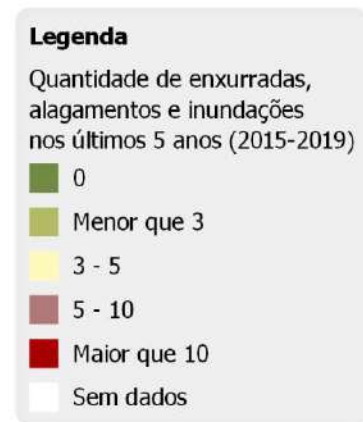 Legenda
Quantidade de enxurradas,
alagamentos e inundações
nos últimos 5 anos (2015-2019)
0
Menor que 3
3 - 5
5 - 10
Maior que 10
Sem dados